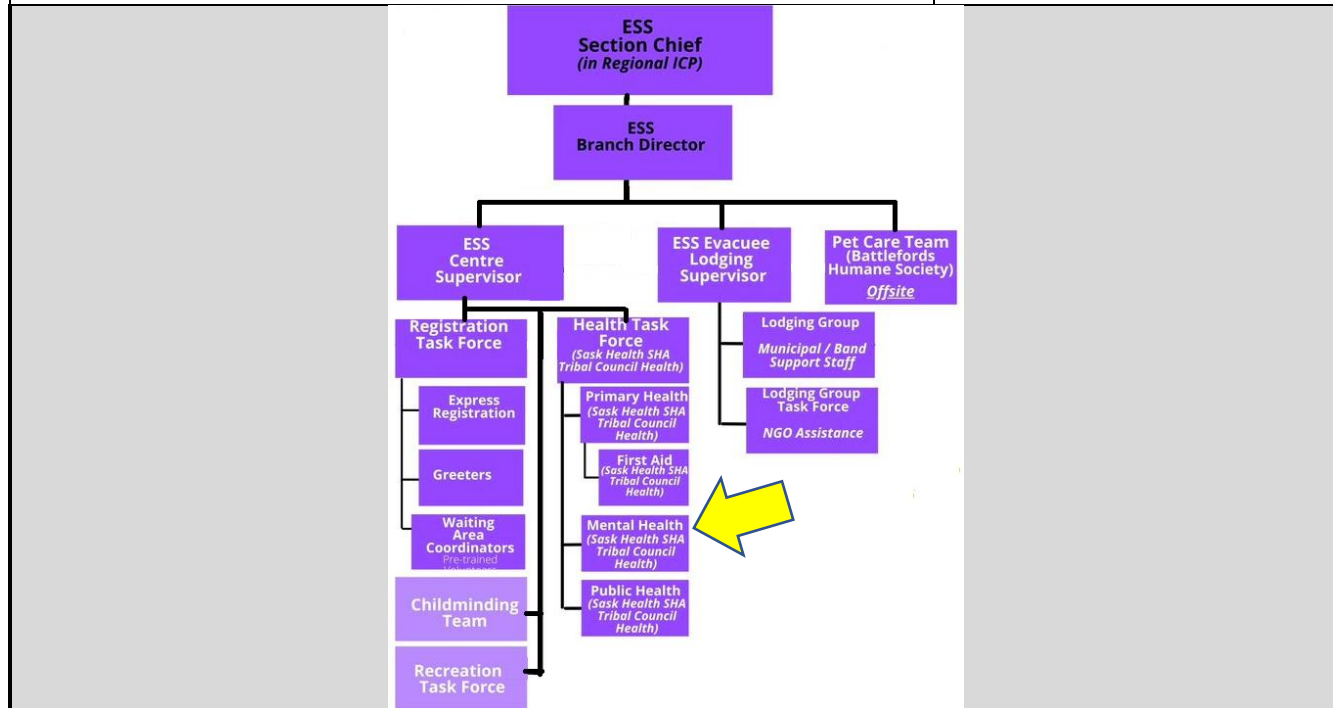 ESS
Section Chief
(in Regional ICP)
ESS
Branch Director
ESS
Centre
Supervisor
ESS Evacuee
Lodging
Supervisor
Pet Care Team
(Battlefords
Humane Society)
Offsite
Registration
Task Force
Express
Registration
Greeters
Waiting
Area
Coordinators
Pre-trained
Childminding
Team
Recreation
Task Force
Health Task
Force
(Sask Health SHA
Tribal Council Health)
Primary Health
(Sask Health SHA
Tribal Council
Health)
First Aid
(Sask Health SHA
Tribal Council
Health)
Mental Health
(Sask Health SHA
Tribal Council
Health)
Public Health
(Sask Health SHA
Tribal Council
Health)
Lodging Group
Municipal / Band
Support Staff
Lodging Group
Task Force
NGO Assistance